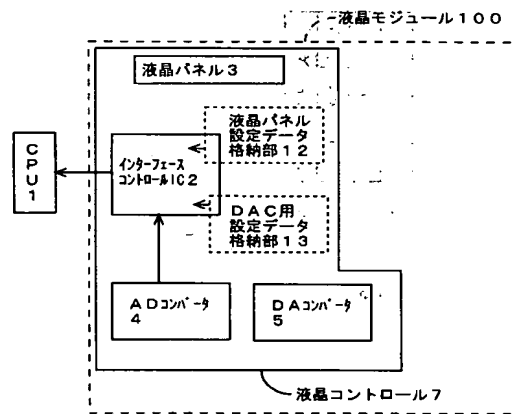 液晶モジュール１００
液晶パネル３
液晶パネル
設定データ
格納部１２
ＣＰＵ１
インターフェース
コントロールIC２
ＤＡＣ用
設定データ
格納部１３
ＡＤコンバータ
４
ＤＡコンバータ
５
液晶コントロール７